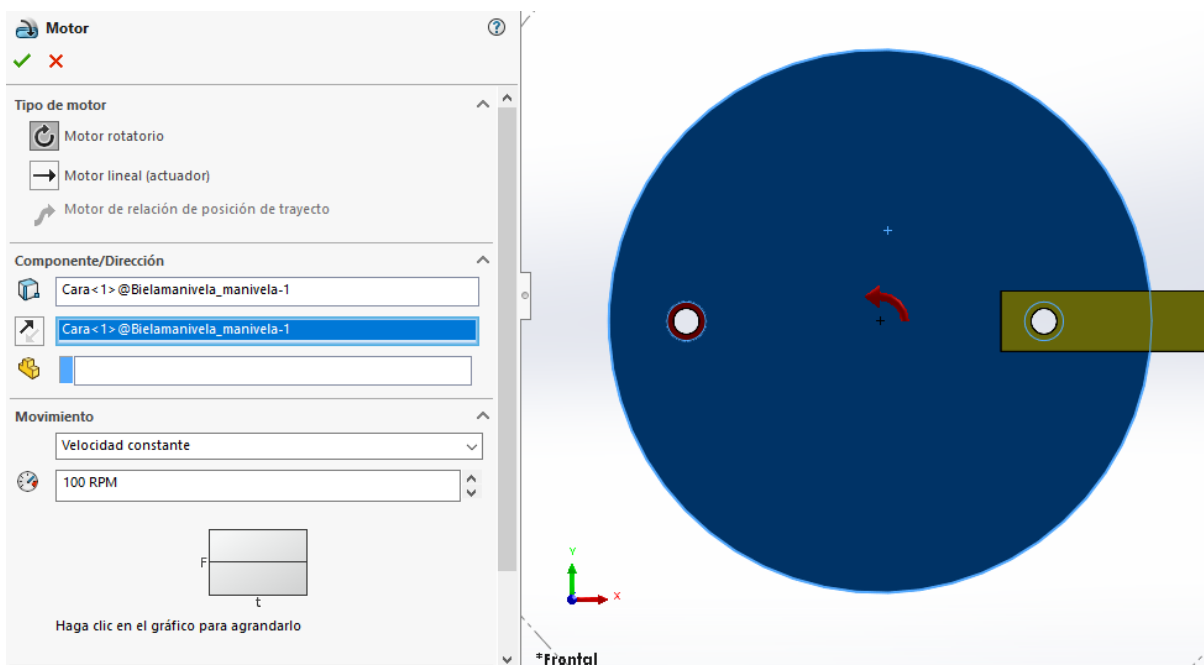 Motor
Tipo de motor
Motor rotatorio
Motor lineal (actuador)
Motor de relación de posición de trayecto
Componente/Dirección
Cara<1>@Bielamanivela_manivela-1
Cara<1>@Bielamanivela_manivela-1
Movimiento
Velocidad constante
100 RPM
F
t
Haga clic en el gráfico para agrandarlo
Y
X
*Frontal